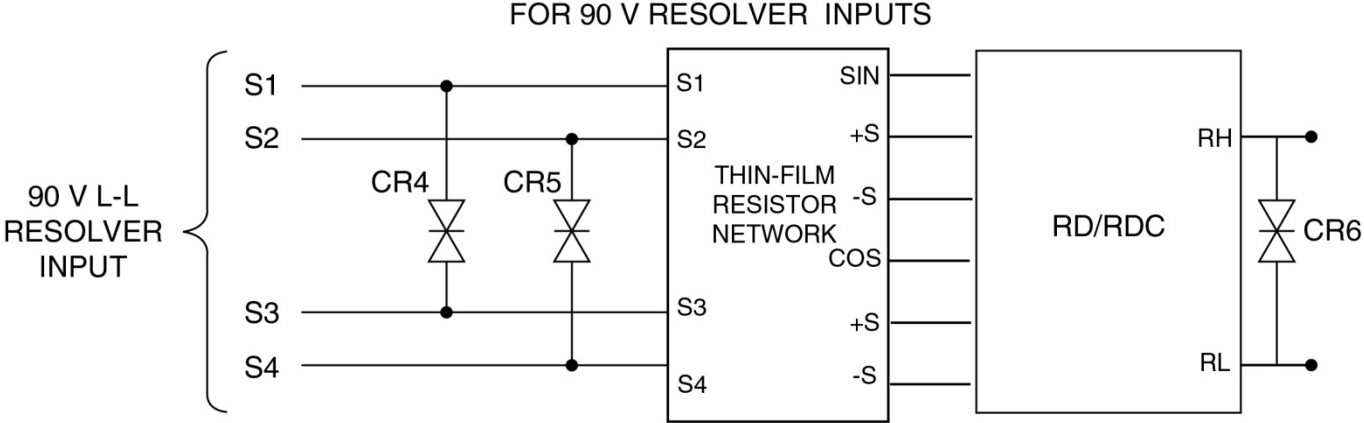 FOR 90 V RESOLVER INPUTS
90 V L-L
RESOLVER
INPUT
S1
S2
S3
S4
CR4
CR5
S1
S2
S3
S4
THIN-FILM
RESISTOR
NETWORK
SIN
+S
-S
COS
+S
-S
RD/RDC
RH
RL
CR6